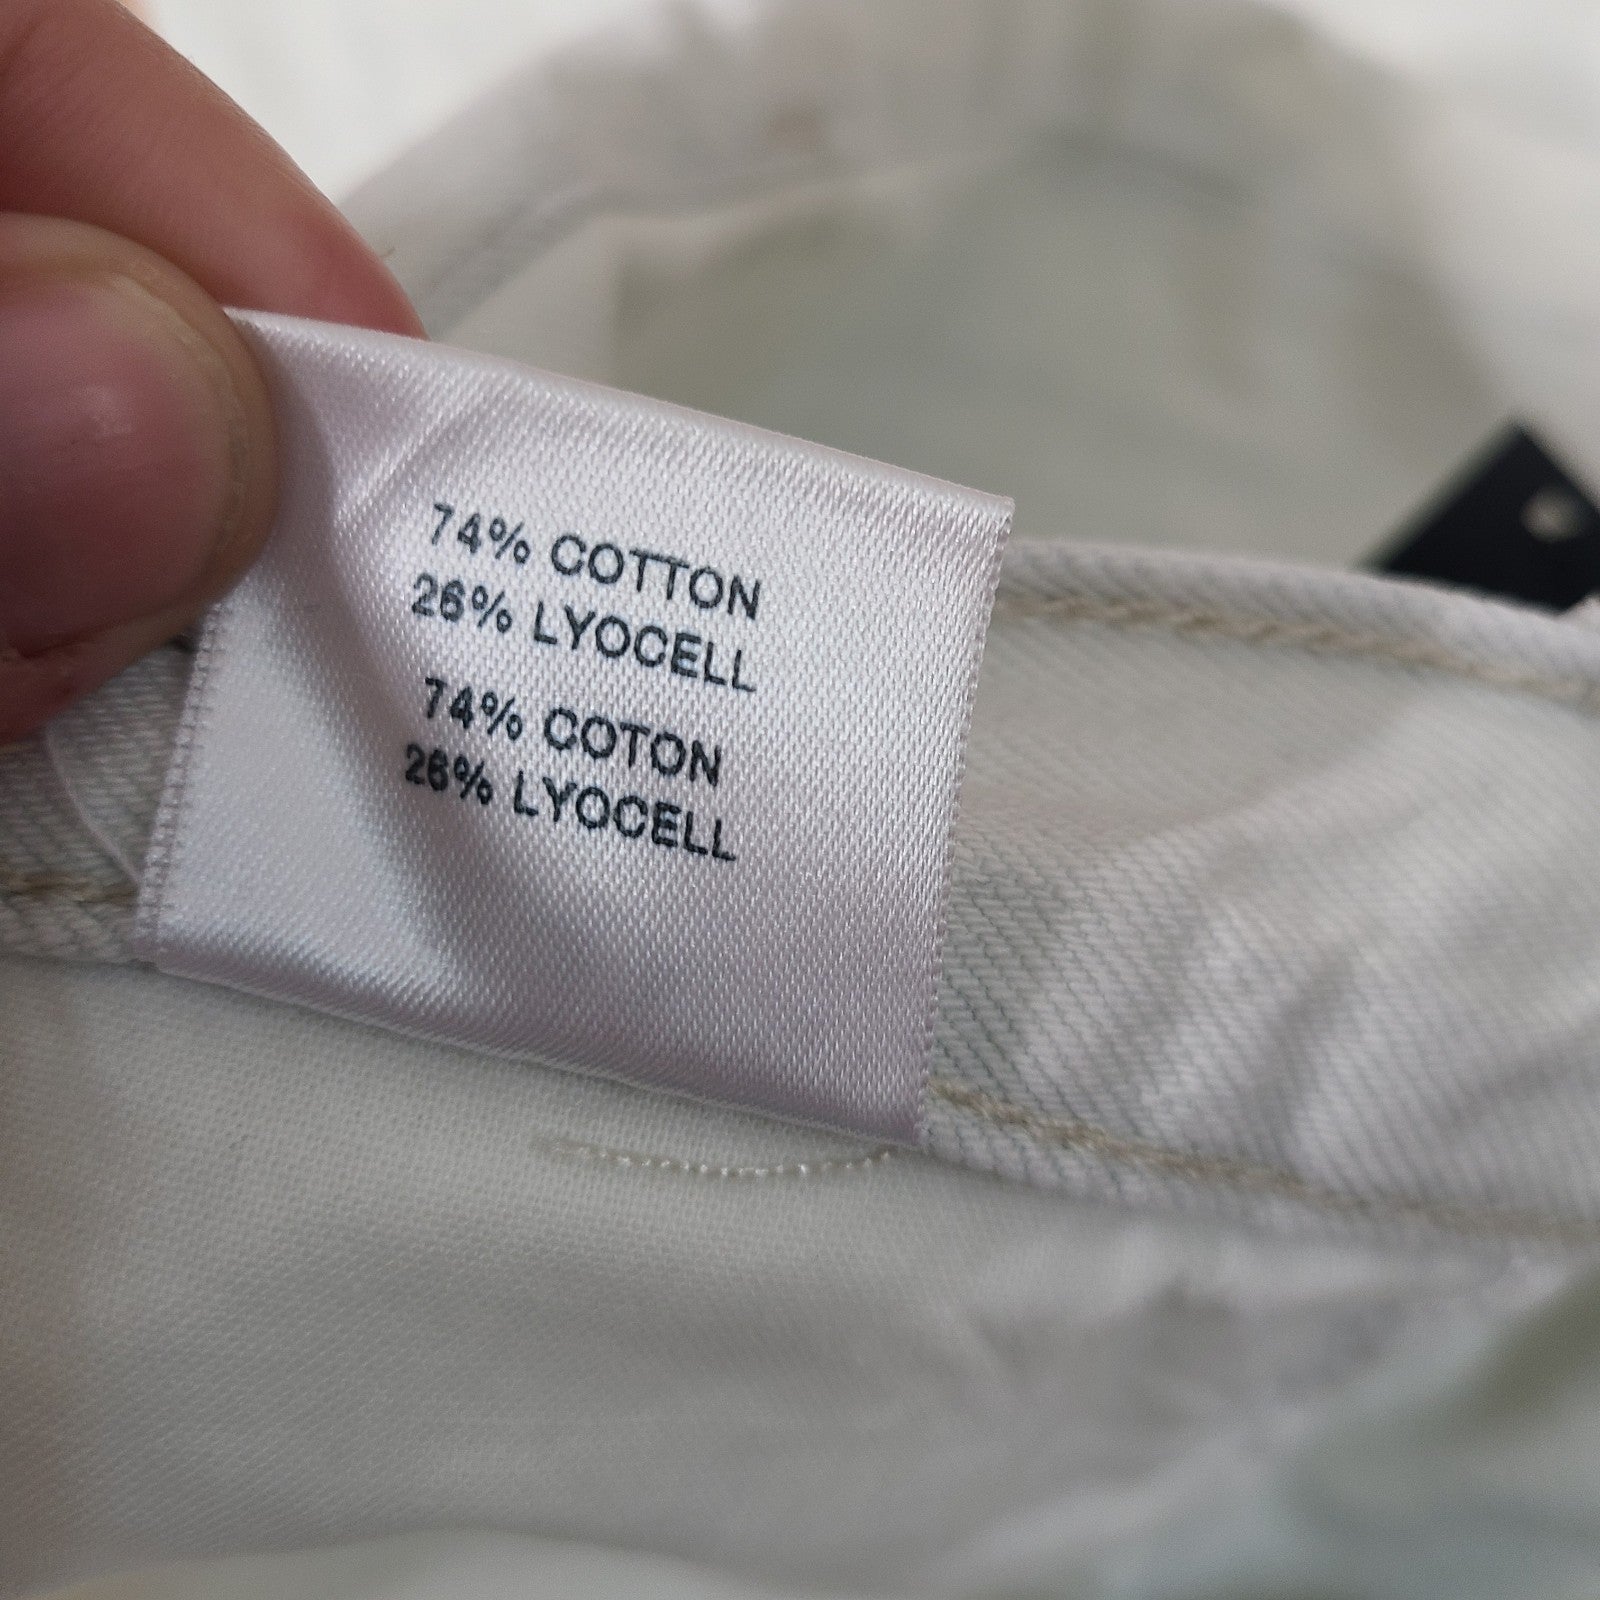 74% COTTON
26% LYOCELL
74% COTON
26% LYOCELL